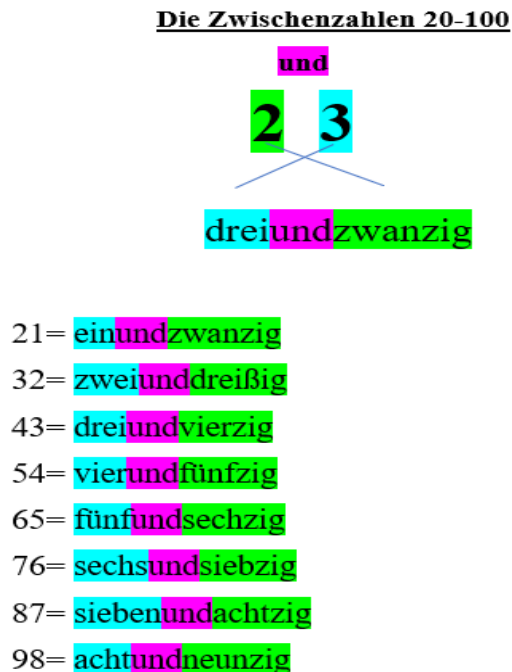 Die Zwischenzahlen 20-100
und
2 3
dreiundzwanzig
21= einundzwanzig
32= zweiunddreißig
43= dreiundvierzig
54= vierundfünfzig
65= fünfundsechzig
76= sechsundsiebzig
87= siebenundachtzig
98= achtundneunzig